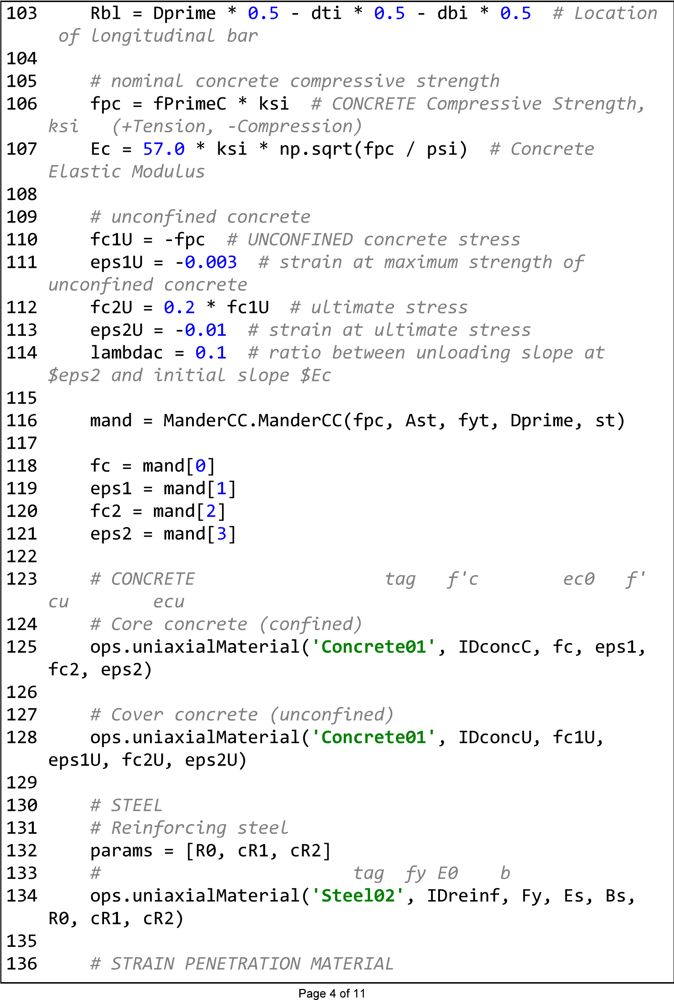 103     Rbl = Dprime * 0.5 - dti * 0.5 - dbi * 0.5  # Location
 of longitudinal bar
104
105     # nominal concrete compressive strength
106     fpc = fPrimeC * ksi  # CONCRETE Compressive Strength,
ksi   (+Tension, -Compression)
107     Ec = 57.0 * ksi * np.sqrt(fpc / psi)  # Concrete
Elastic Modulus
108
109     # unconfined concrete
110     fc1U = -fpc  # UNCONFINED concrete stress
111     eps1U = -0.003  # strain at maximum strength of
unconfined concrete
112     fc2U = 0.2 * fc1U  # ultimate stress
113     eps2U = -0.01  # strain at ultimate stress
114     lambdac = 0.1  # ratio between unloading slope at
$eps2 and initial slope $Ec
115
116     mand = ManderCC.ManderCC(fpc, Ast, fyt, Dprime, st)
117
118     fc = mand[0]
119     eps1 = mand[1]
120     fc2 = mand[2]
121     eps2 = mand[3]
122
123     # CONCRETE                  tag   f'c        ec0   f'
cu        ecu
124     # Core concrete (confined)
125     ops.uniaxialMaterial('Concrete01', IDconcC, fc, eps1,
fc2, eps2)
126
127     # Cover concrete (unconfined)
128     ops.uniaxialMaterial('Concrete01', IDconcU, fc1U,
eps1U, fc2U, eps2U)
129
130     # STEEL
131     # Reinforcing steel
132     params = [R0, cR1, cR2]
133     #                        tag  fy E0    b
134     ops.uniaxialMaterial('Steel02', IDreinf, Fy, Es, Bs,
R0, cR1, cR2)
135
136     # STRAIN PENETRATION MATERIAL
Page 4 of 11